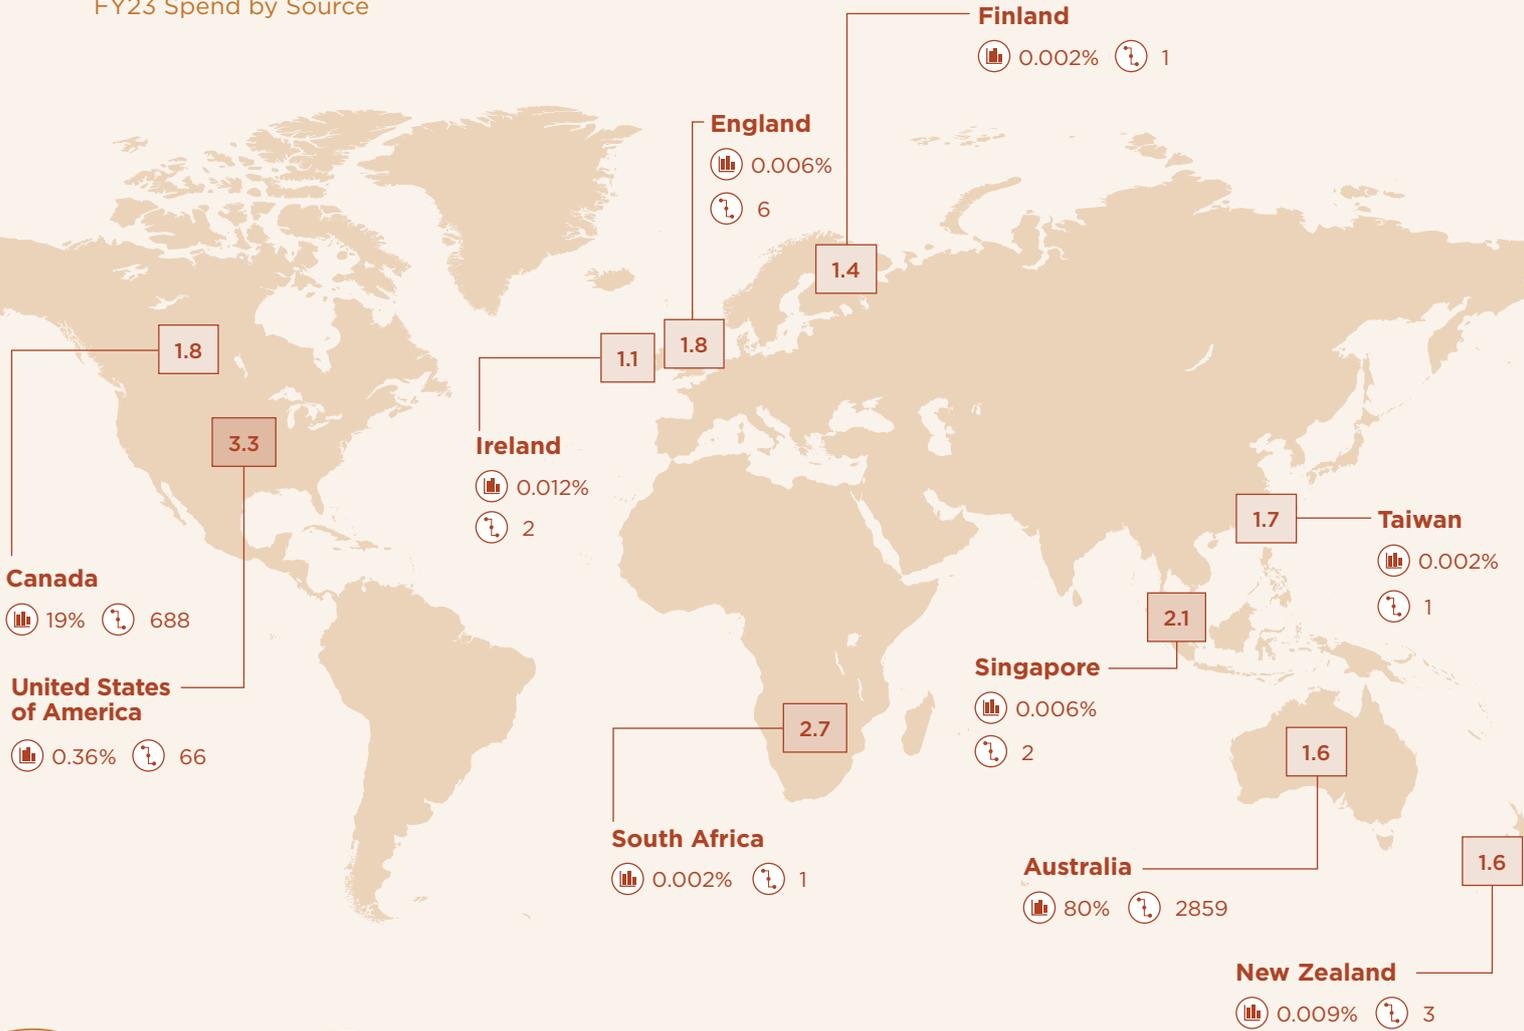 FY23 Spend by Source
Finland
0.002% 1
England
0.006%
6
1.4
1.8
1.1
1.8
3.3
Ireland
0.012%
2
1.7
Taiwan
0.002%
1
Canada
19% 688
2.1
Singapore
0.006%
2
United States
of America
0.36% 66
2.7
1.6
South Africa
0.002% 1
Australia
80% 2859
1.6
New Zealand
0.009% 3